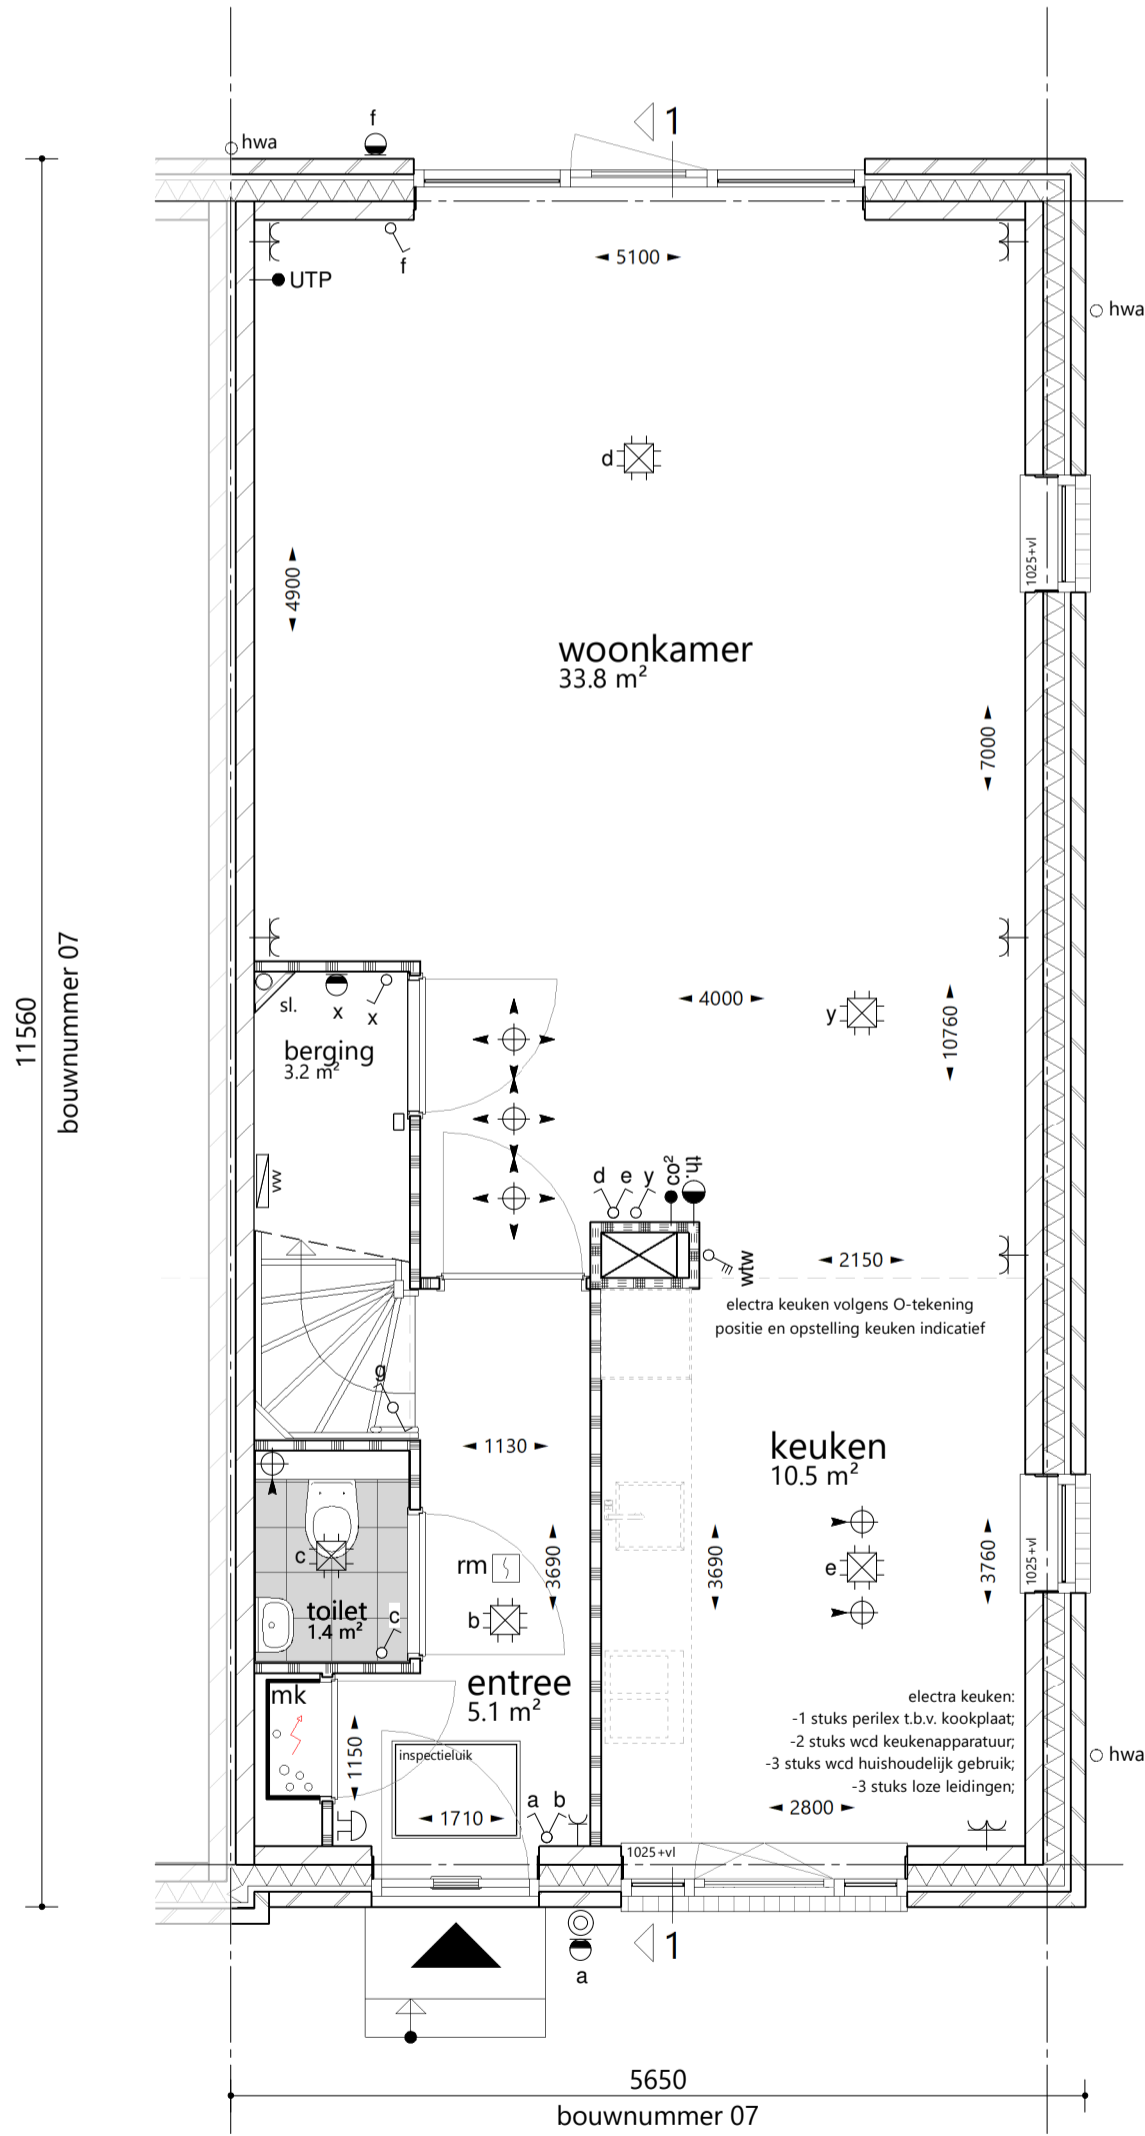 f
1
hwa
f
5100
UTP
hwa
d
4900
1025+vl
woonkamer
33.8 m²
7000
11560
bouwnummer 07
sl.
x
x
berging
3.2 m²
4000
y
10760
vw
d e y co² th.
wtw
2150
electra keuken volgens O-tekening
positie en opstelling keuken indicatief
g
1130
keuken
10.5 m²
c
rm
3690
3690
e
3760
1025+vl
b
toilet
1.4 m²
c
entree
5.1 m²
mk
electra keuken:
-1 stuks perilex t.b.v. kookplaat;
-2 stuks wcd keukenapparatuur;
-3 stuks wcd huishoudelijk gebruik;
-3 stuks loze leidingen;
hwa
inspectieluik
1150
1710
a b
2800
1025+vl
1
a
5650
bouwnummer 07